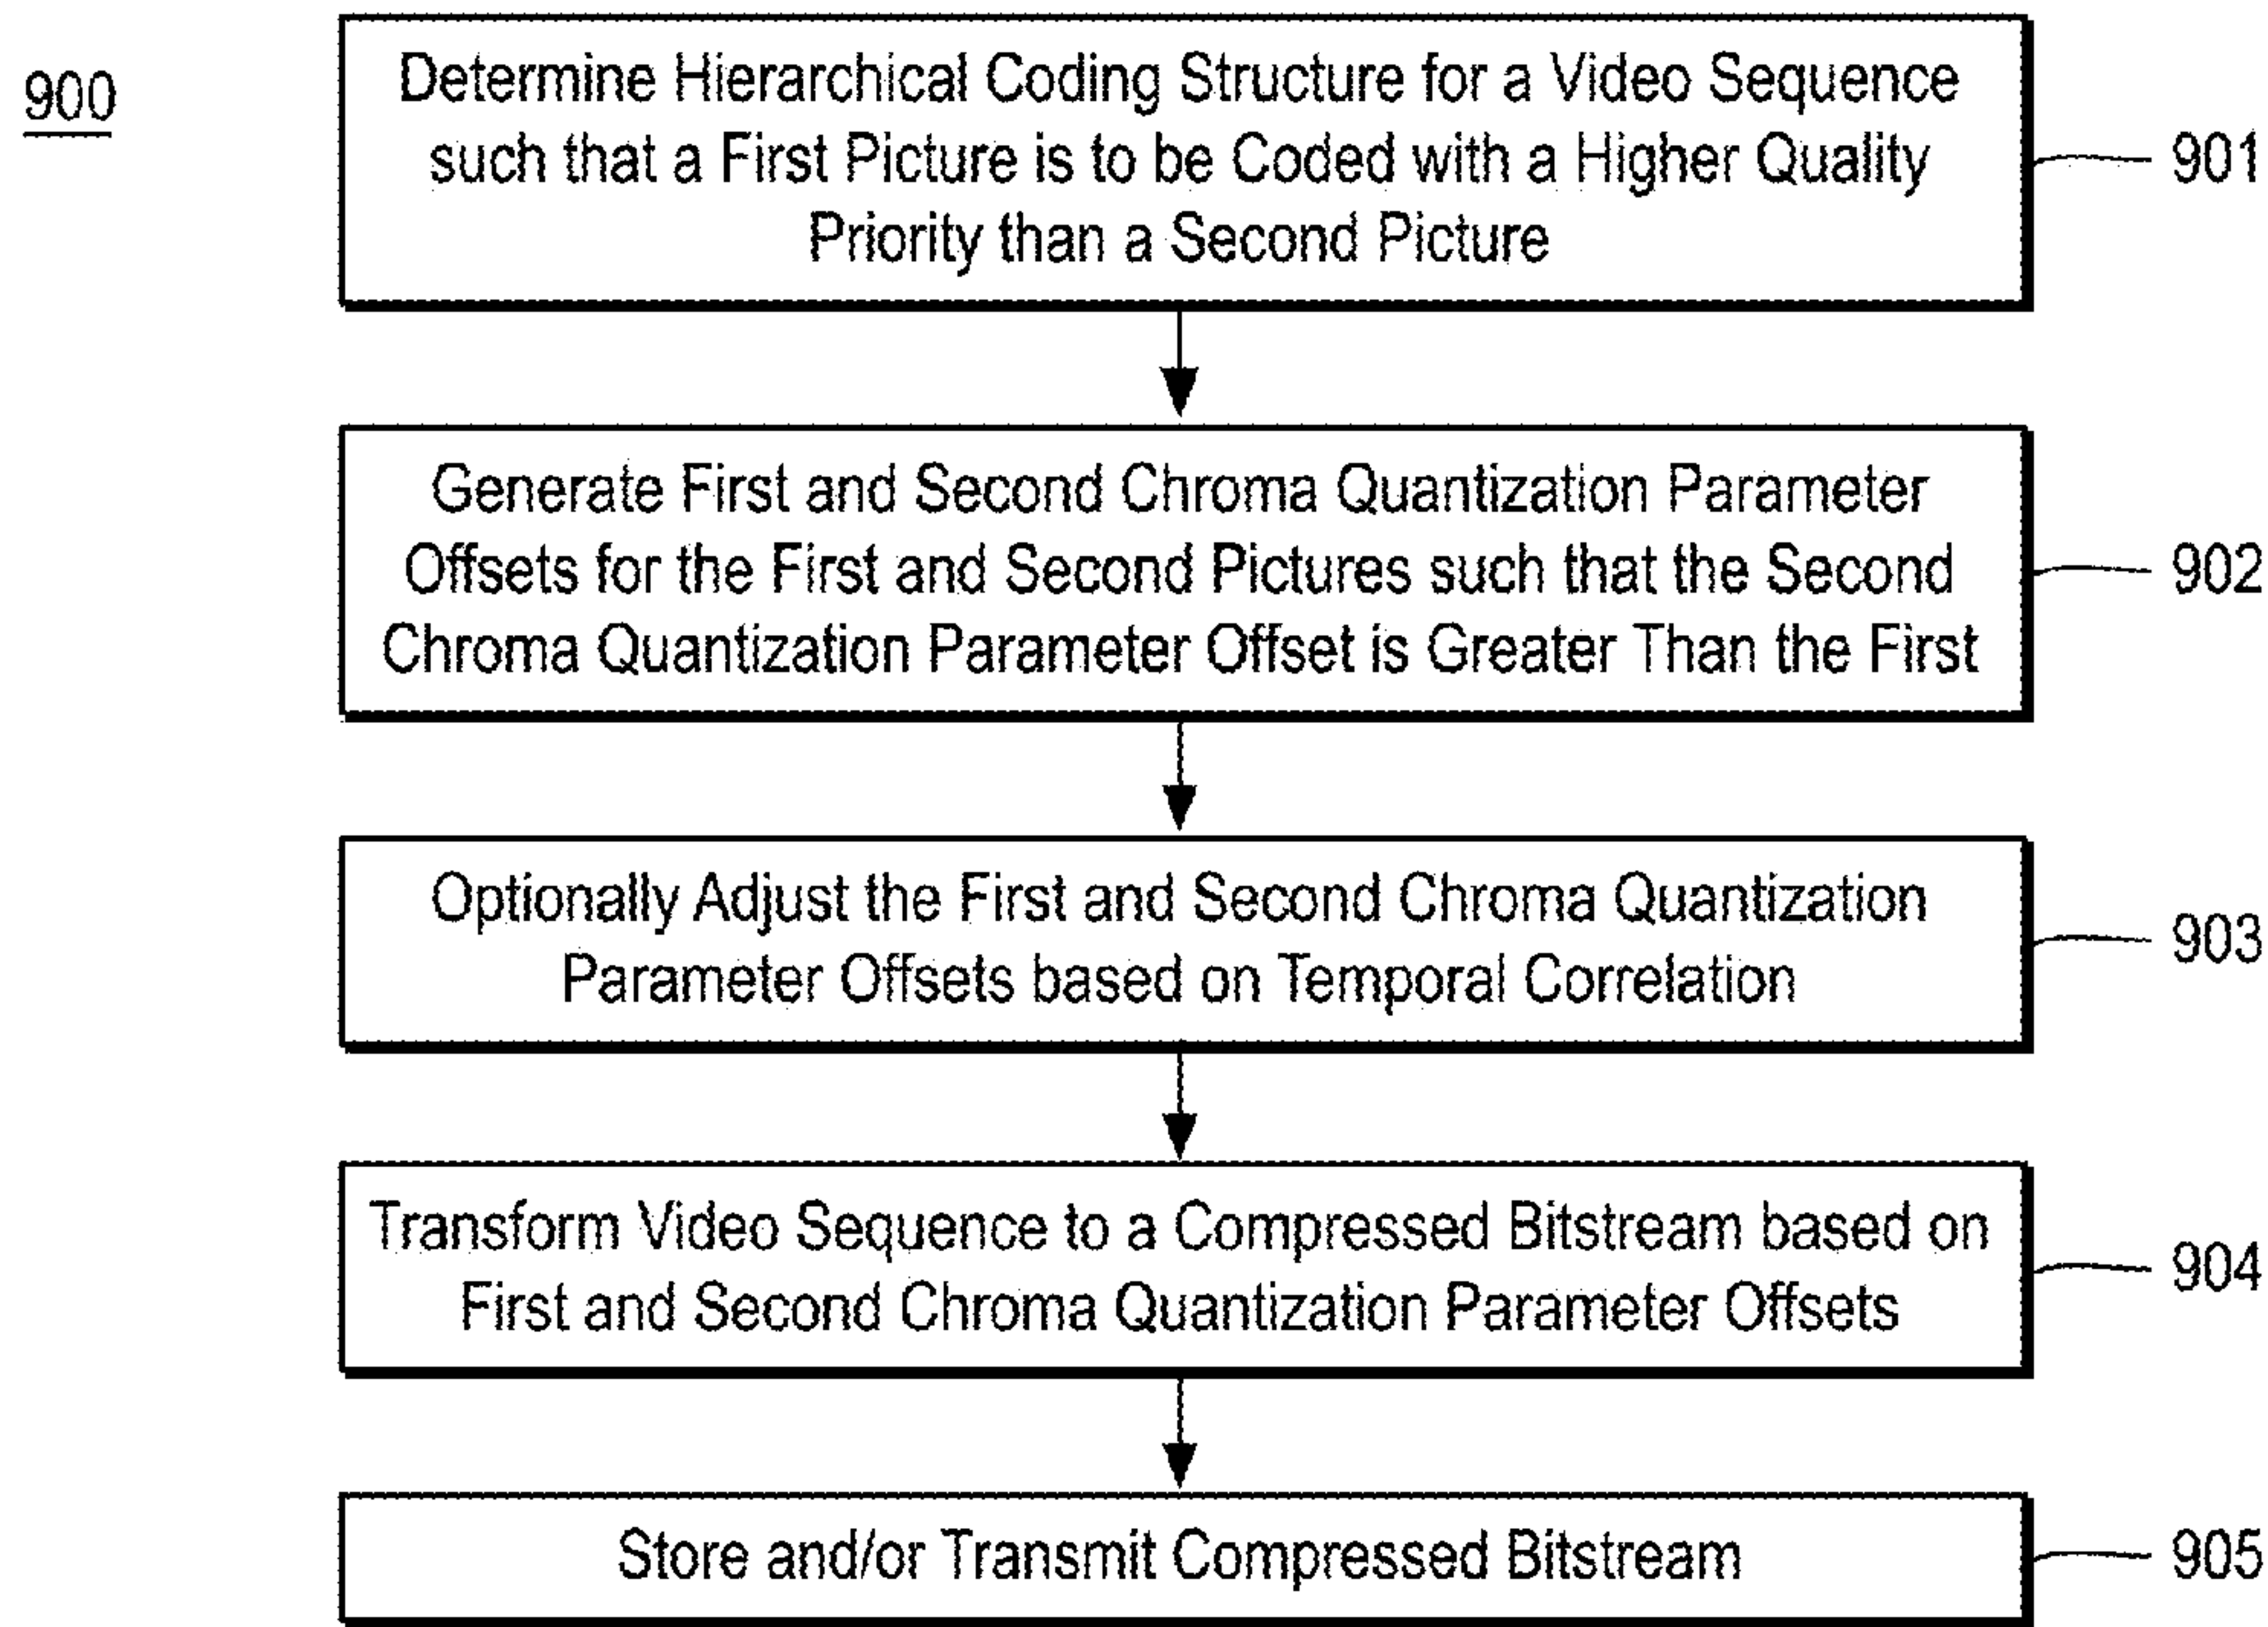 900
Determine Hierarchical Coding Structure for a Video Sequence
such that a First Picture is to be Coded with a Higher Quality
Priority than a Second Picture
901
Generate First and Second Chroma Quantization Parameter
Offsets for the First and Second Pictures such that the Second
Chroma Quantization Parameter Offset is Greater Than the First
902
Optionally Adjust the First and Second Chroma Quantization
Parameter Offsets based on Temporal Correlation
903
Transform Video Sequence to a Compressed Bitstream based on
First and Second Chroma Quantization Parameter Offsets
904
Store and/or Transmit Compressed Bitstream
905